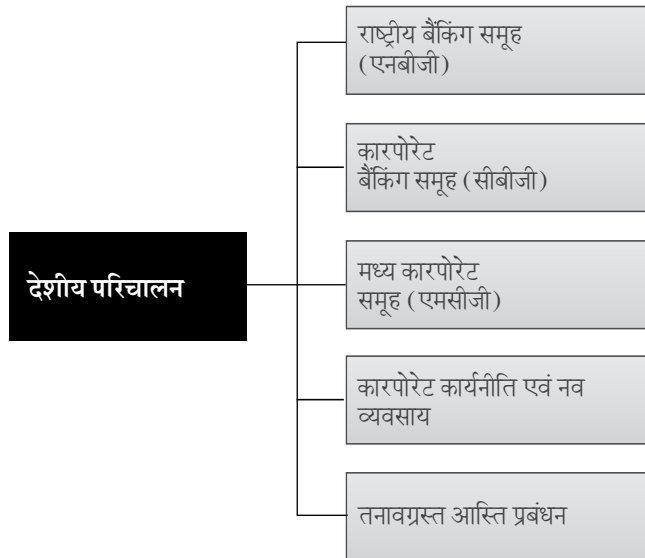 राष्ट्रीय बैंकिंग समूह
(एनबीजी)
कारपोरेट
बैंकिंग समूह (सीबीजी)
देशीय परिचालन
मध्य कारपोरेट
समूह (एमसीजी)
कारपोरेट कार्यनीति एवं नव
व्यवसाय
तनावग्रस्त आस्ति प्रबंधन